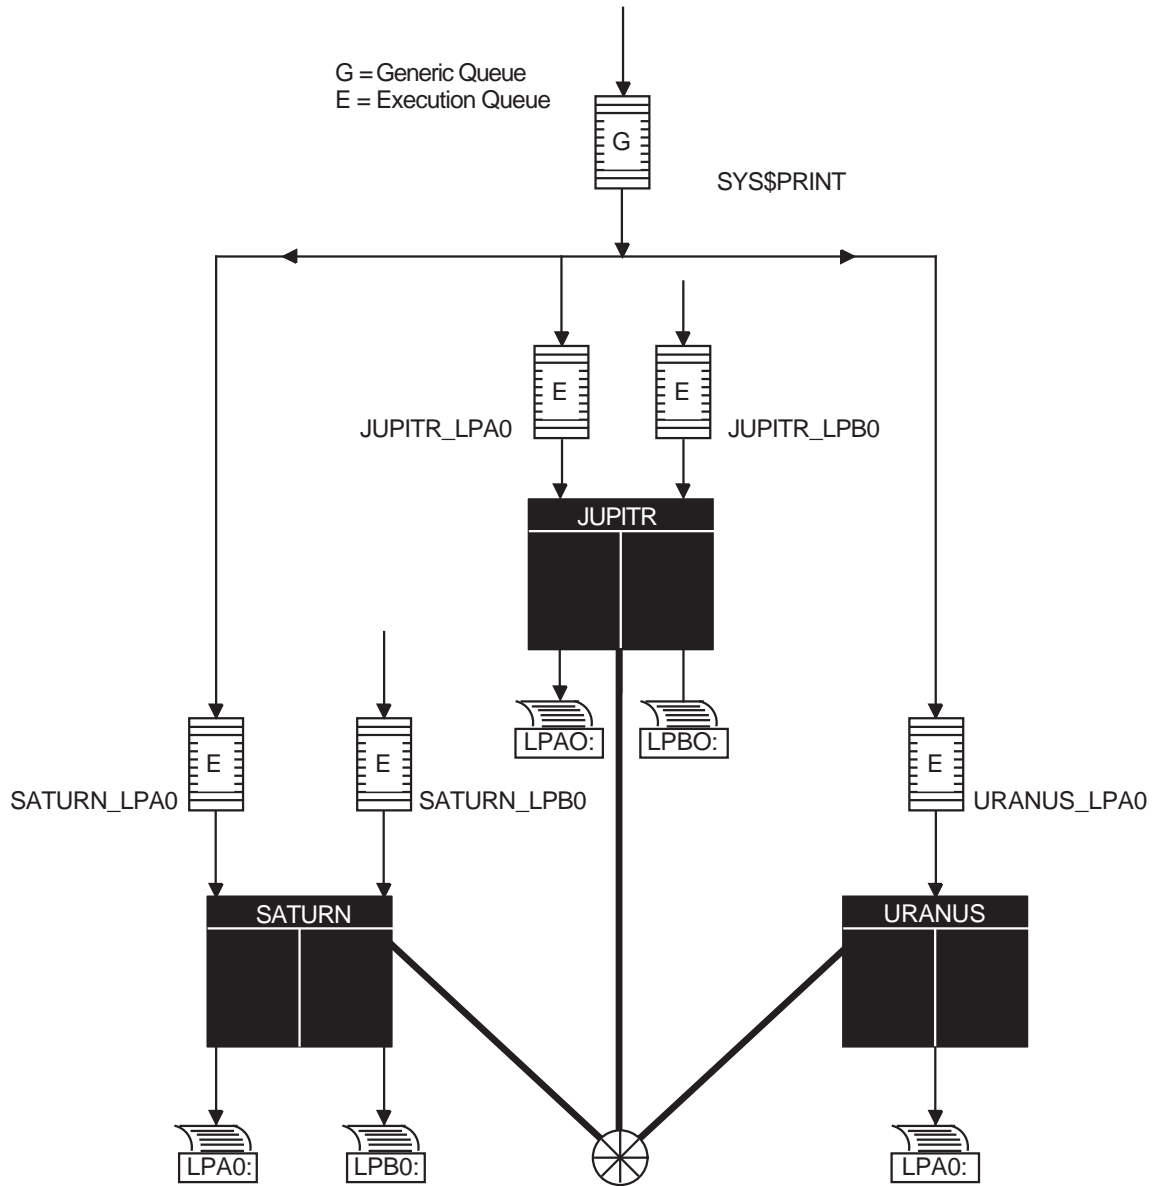 G = Generic Queue
E = Execution Queue
G
SYS$PRINT
E
E
JUPITR_LPA0
JUPITR_LPB0
JUPITR
LPAO:
LPBO:
E
E
E
SATURN_LPA0
SATURN_LPB0
URANUS_LPA0
SATURN
URANUS
LPA0:
LPB0:
LPA0: